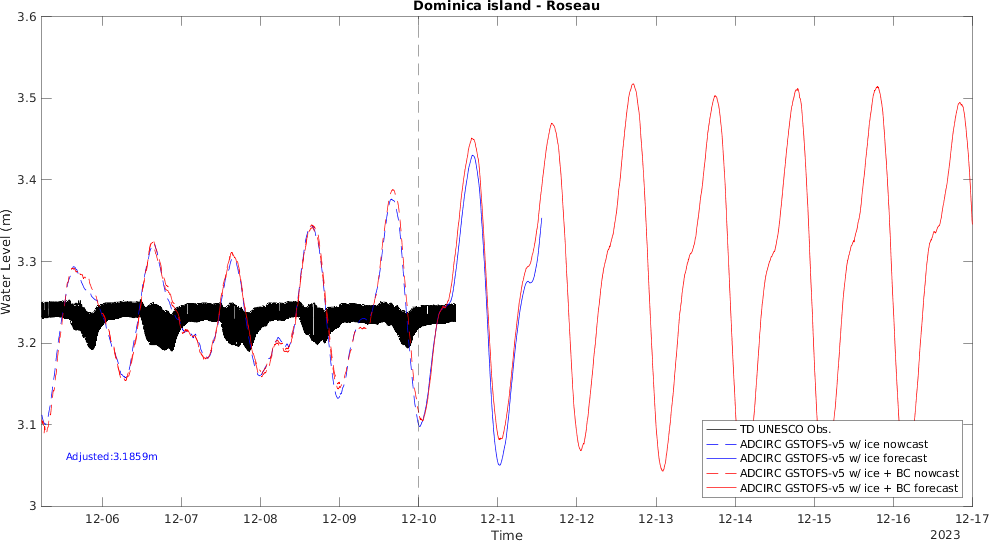 Dominica island - Roseau
3.6
3.5
3.4
3.3
3.2
3.1
3
Water Level (m)
Adjusted:3.1859m
TD UNESCO Obs.
ADCIRC GSTOFS-v5 w/ ice nowcast
ADCIRC GSTOFS-v5 w/ ice forecast
ADCIRC GSTOFS-v5 w/ ice + BC nowcast
ADCIRC GSTOFS-v5 w/ ice + BC forecast
12-06 12-07 12-08 12-09 12-10 12-11 12-12 12-13 12-14 12-15 12-16 12-17
Time
2023